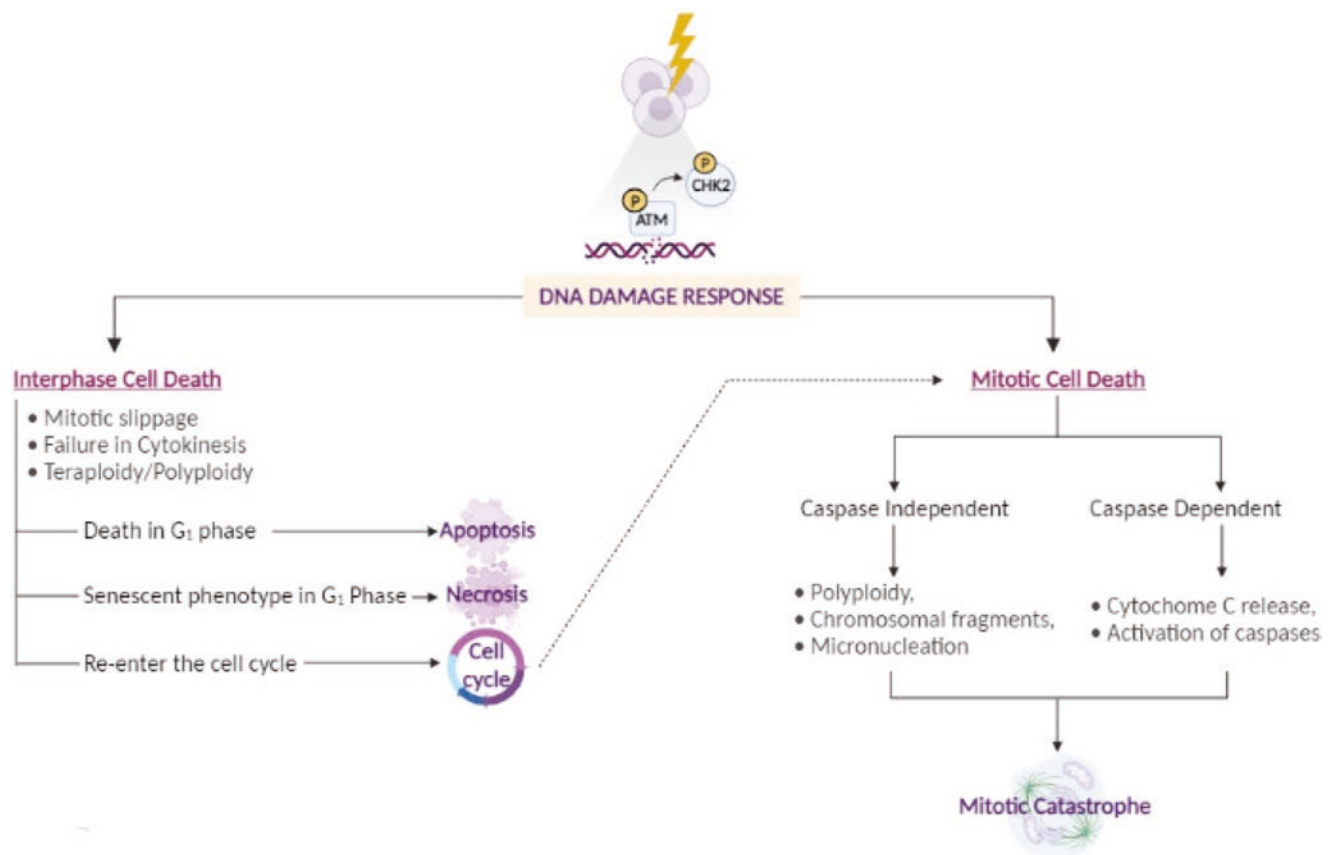 P
CHK2
P
ATM
DNA DAMAGE RESPONSE
Interphase Cell Death
• Mitotic slippage
• Failure in Cytokinesis
• Teraploidy/Polyploidy
Death in G₁ phase
Apoptosis
Senescent phenotype in G₁ Phase
Necrosis
Re-enter the cell cycle
Cell
cycle
Mitotic Cell Death
Caspase Independent
• Polyploidy,
• Chromosomal fragments,
• Micronucleation
Caspase Dependent
• Cytochome C release,
• Activation of caspases
Mitotic Catastrophe